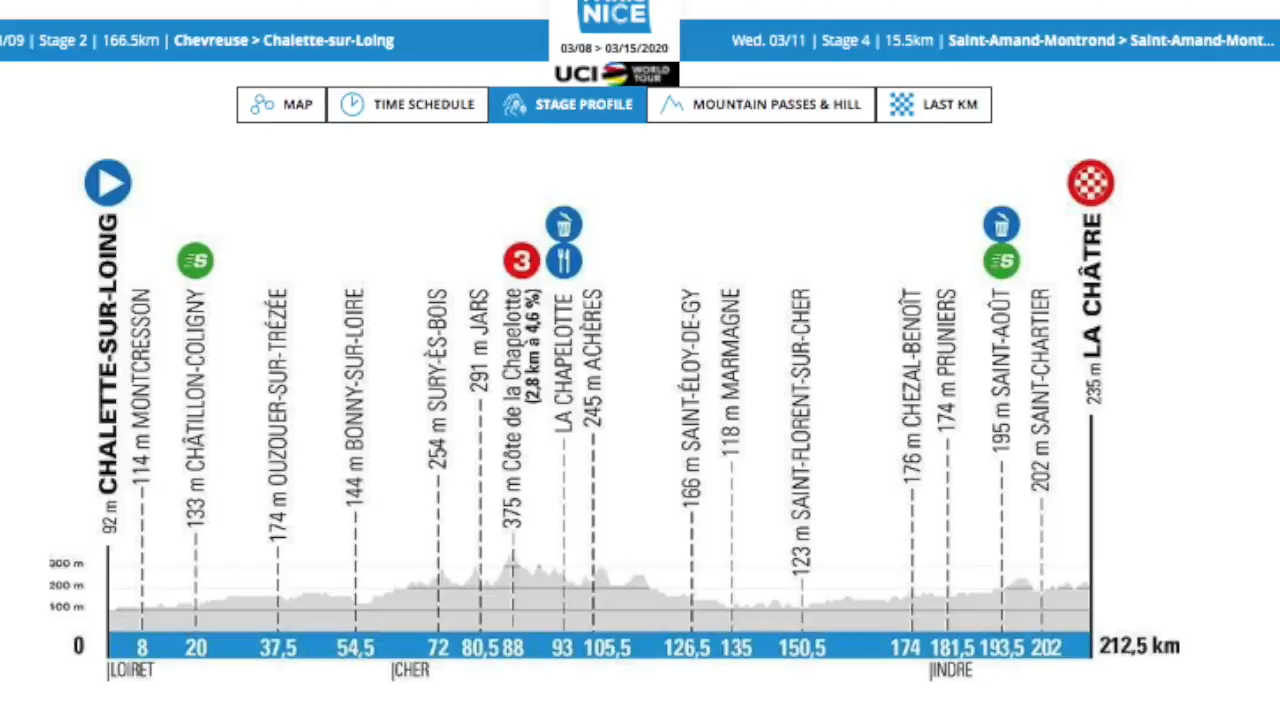 PARIS
NICE
/09 | Stage 2 | 166.5km | Chevreuse > Chalette-sur-Loing
03/08 > 03/15/2020
Wed. 03/11 | Stage 4 | 15.5km | Saint-Amand-Montrond > Saint-Amand-Mont...
UCI WORLD TOUR
MAP
TIME SCHEDULE
STAGE PROFILE
MOUNTAIN PASSES & HILL
LAST KM
92 m CHALETTE-SUR-LOING
114 m MONTCRESSON
S
133 m CHÂTILLON-COLIGNY
174 m OUZOUER-SUR-TRÉZÉE
144 m BONNY-SUR-LOIRE
254 m SURY-ÈS-BOIS
291 m JARS
3
375 m Côte de la Chapelotte
(2,8 km à 4,6 %)
LA CHAPELOTTE
245 m ACHÈRES
166 m SAINT-ÉLOY-DE-GY
118 m MARMAGNE
123 m SAINT-FLORENT-SUR-CHER
176 m CHEZAL-BENOÎT
174 m PRUNIERS
S
195 m SAINT-AOÛT
202 m SAINT-CHARTIER
235 m LA CHÂTRE
300 m
200 m
100 m
0 8 20 37,5 54,5 72 80,5 88 93 105,5 126,5 135 150,5 174 181,5 193,5 202 212,5 km
LOIRET CHER INDRE